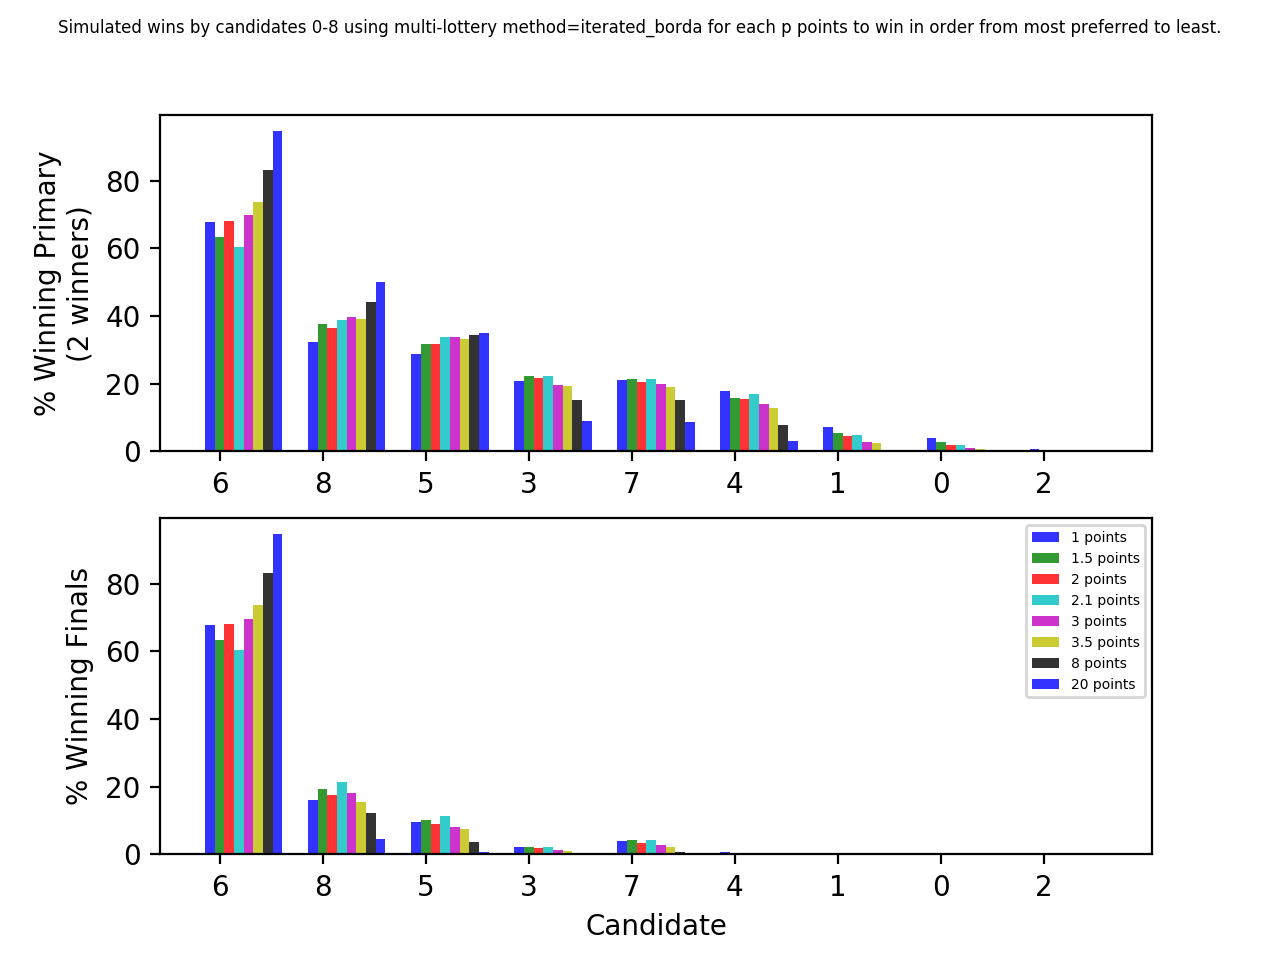 Simulated wins by candidates 0-8 using multi-lottery method=iterated_borda for each p points to win in order from most preferred to least.
% Winning Primary
(2 winners)
80
60
40
20
0
6 8 5 3 7 4 1 0 2
% Winning Finals
80
60
40
20
0
1 points
1.5 points
2 points
2.1 points
3 points
3.5 points
8 points
20 points
6 8 5 3 7 4 1 0 2
Candidate